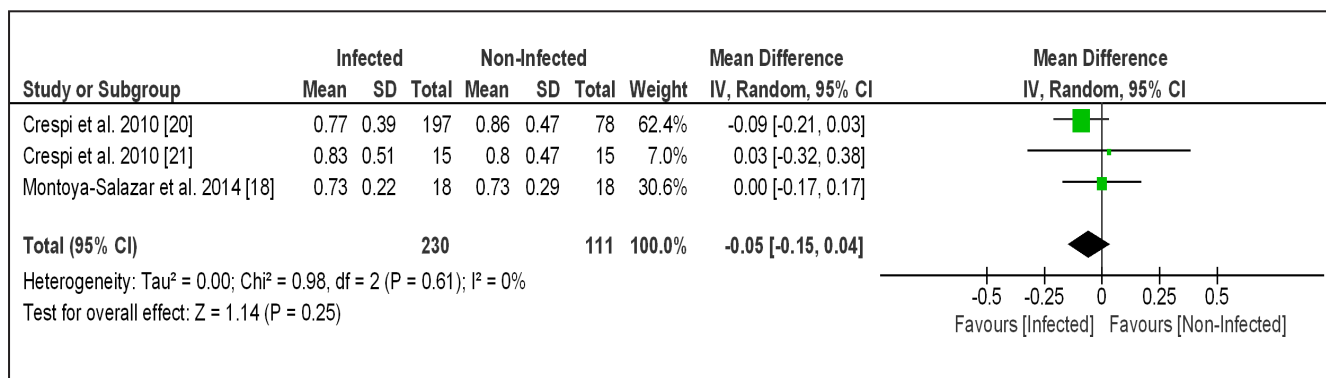 Infected Non-Infected Mean Difference Mean Difference
Study or Subgroup Mean SD Total Mean SD Total Weight IV, Random, 95% CI IV, Random, 95% CI
Crespi et al. 2010 [20] 0.77 0.39 197 0.86 0.47 78 62.4% -0.09 [-0.21, 0.03]
Crespi et al. 2010 [21] 0.83 0.51 15 0.8 0.47 15 7.0% 0.03 [-0.32, 0.38]
Montoya-Salazar et al. 2014 [18] 0.73 0.22 18 0.73 0.29 18 30.6% 0.00 [-0.17, 0.17]
Total (95% CI) 230 111 100.0% -0.05 [-0.15, 0.04]
Heterogeneity: Tau² = 0.00; Chi² = 0.98, df = 2 (P = 0.61); I² = 0%
Test for overall effect: Z = 1.14 (P = 0.25)
-0.5 -0.25 0 0.25 0.5
Favours [Infected] Favours [Non-Infected]